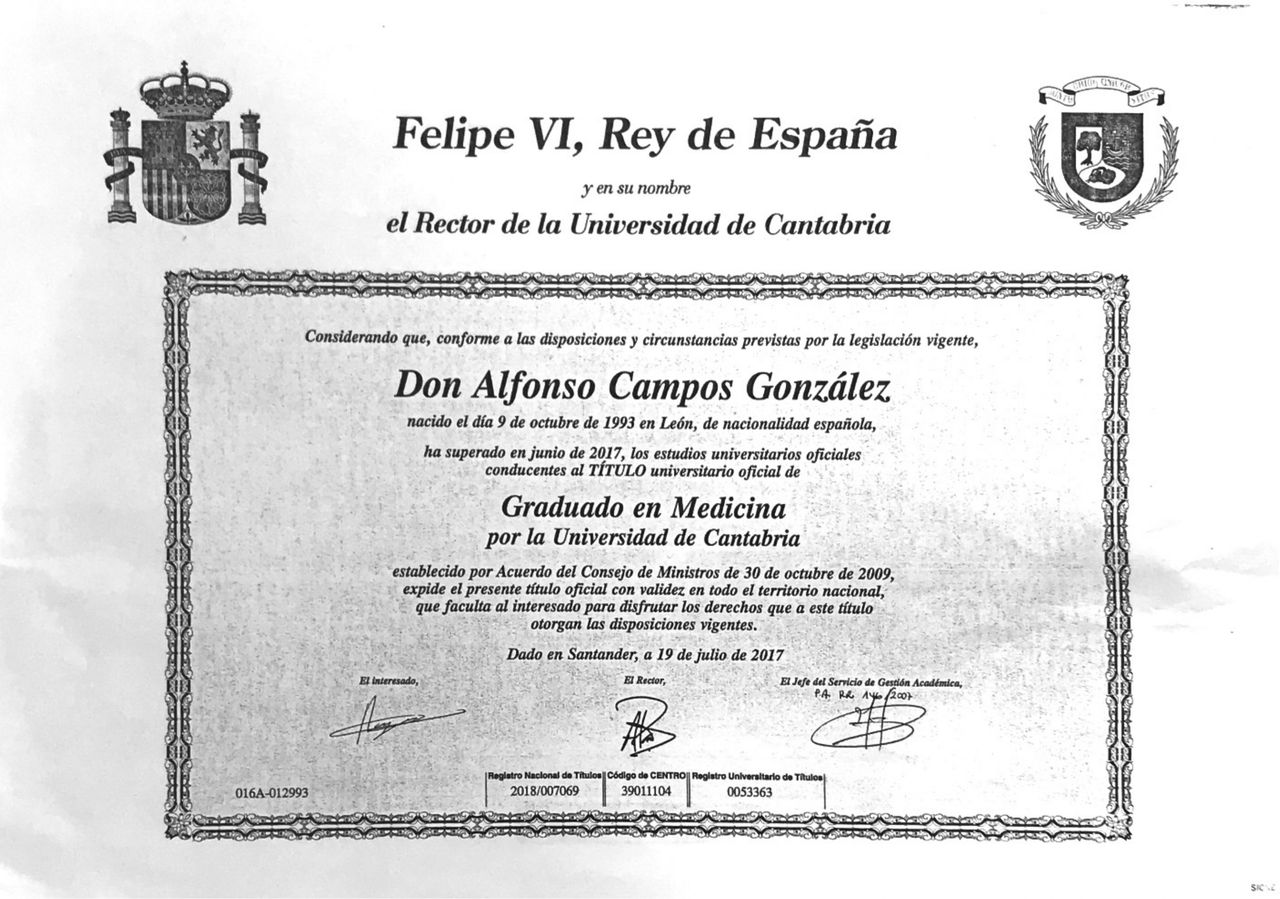 Felipe VI, Rey de España
y en su nombre
el Rector de la Universidad de Cantabria
Considerando que, conforme a las disposiciones y circunstancias previstas por la legislación vigente,
Don Alfonso Campos González
nacido el día 9 de octubre de 1993 en León, de nacionalidad española,
ha superado en junio de 2017, los estudios universitarios oficiales
conducentes al TÍTULO universitario oficial de
Graduado en Medicina
por la Universidad de Cantabria
establecido por Acuerdo del Consejo de Ministros de 30 de octubre de 2009,
expide el presente título oficial con validez en todo el territorio nacional,
que faculta al interesado para disfrutar los derechos que a este título
otorgan las disposiciones vigentes.
Dado en Santander, a 19 de julio de 2017
El interesado,
El Rector,
El Jefe del Servicio de Gestión Académica,
P.A. RR 140/2007
Registro Nacional de Títulos
Código de CENTRO
Registro Universitario de Títulos
016A-012993
2018/007069
39011104
0053363